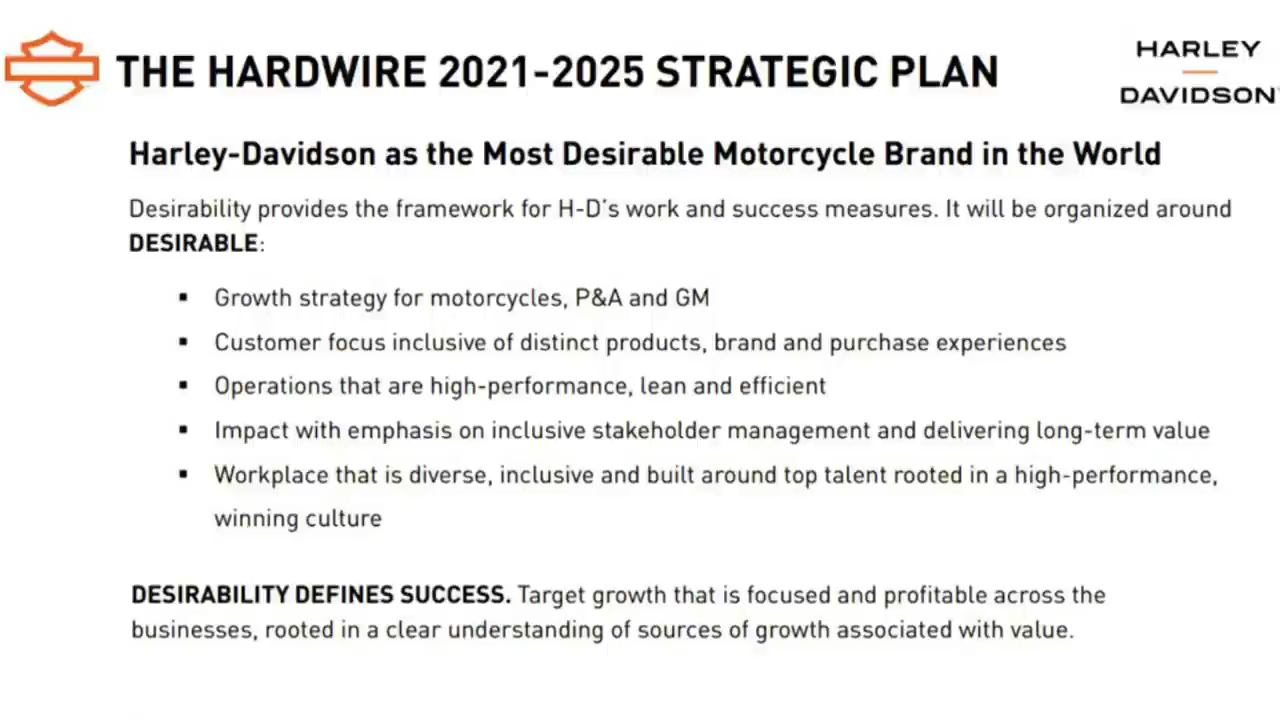 THE HARDWIRE 2021-2025 STRATEGIC PLAN
HARLEY
DAVIDSON
Harley-Davidson as the Most Desirable Motorcycle Brand in the World
Desirability provides the framework for H-D's work and success measures. It will be organized around
DESIRABLE:
▪ Growth strategy for motorcycles, P&A and GM
▪ Customer focus inclusive of distinct products, brand and purchase experiences
▪ Operations that are high-performance, lean and efficient
▪ Impact with emphasis on inclusive stakeholder management and delivering long-term value
▪ Workplace that is diverse, inclusive and built around top talent rooted in a high-performance,
winning culture
DESIRABILITY DEFINES SUCCESS. Target growth that is focused and profitable across the
businesses, rooted in a clear understanding of sources of growth associated with value.